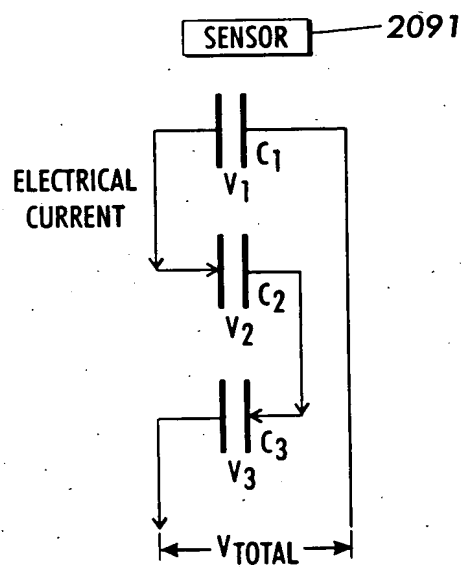 SENSOR
2091
C1
V1
ELECTRICAL
CURRENT
C2
V2
C3
V3
VTOTAL